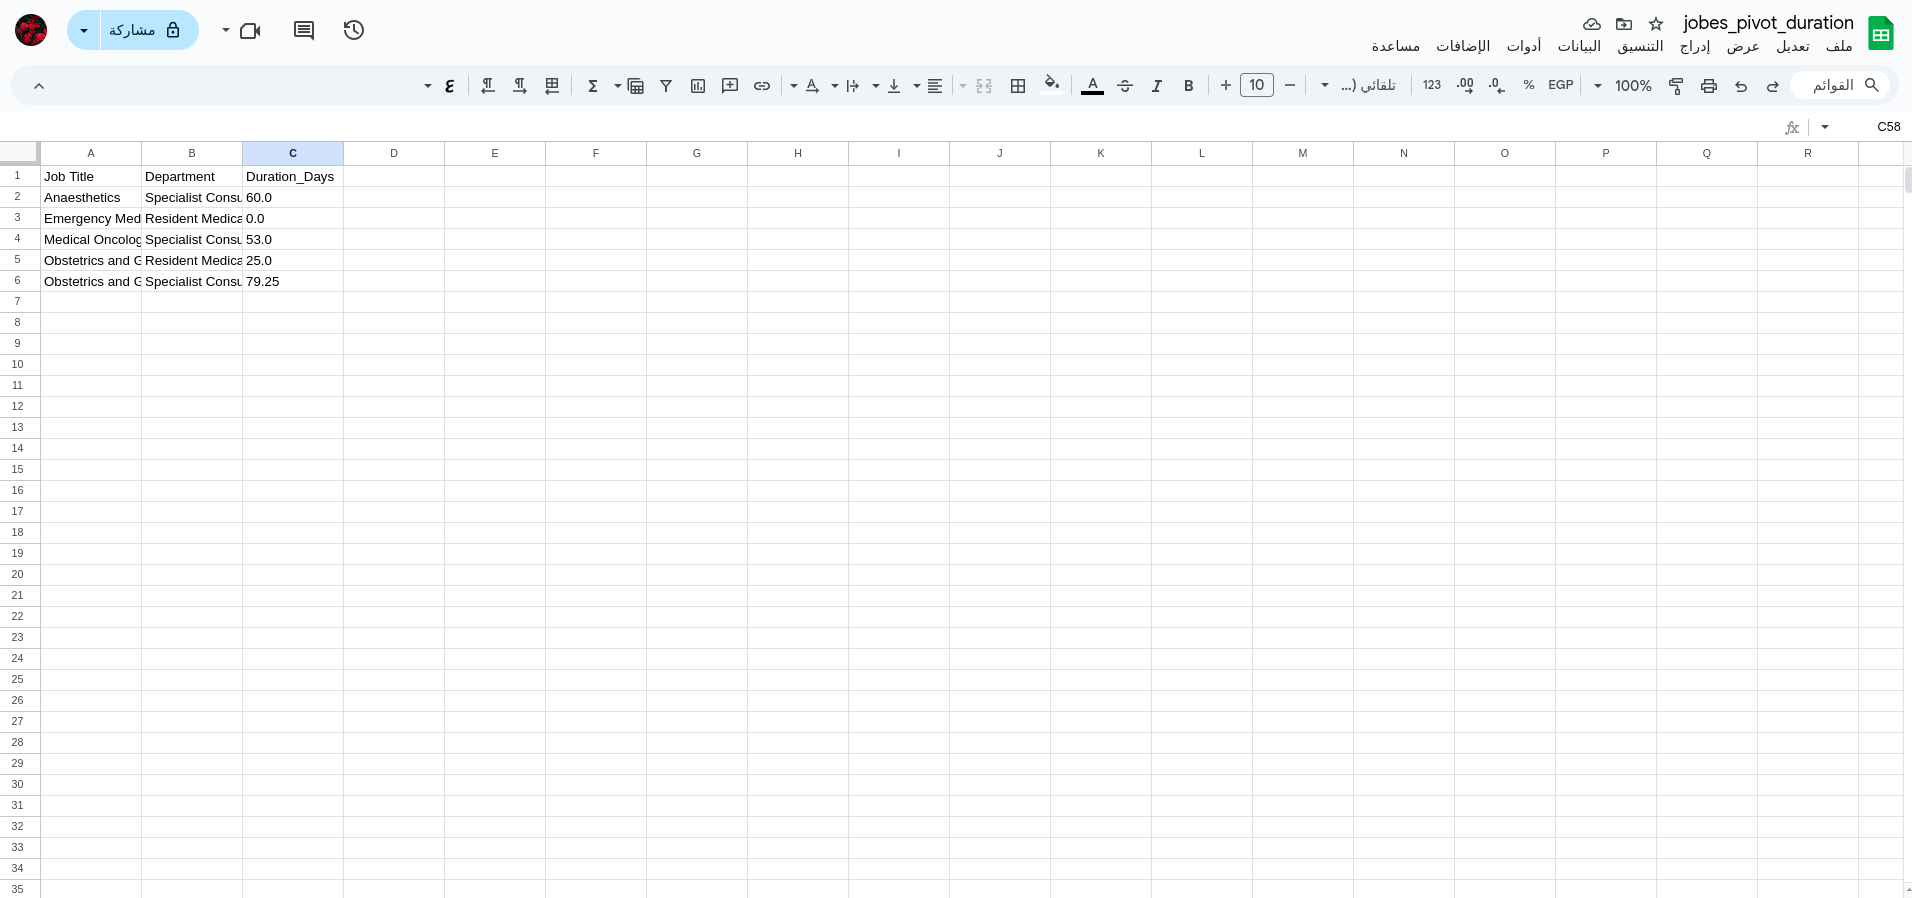 jobes_pivot_duration
ملف تعديل عرض إدراج التنسيق البيانات أدوات الإضافات مساعدة
مشاركة
القوائم 100% EGP % .0 .00 123 تلقائي (... 10 B I A A Σ
C58 fx
A B C D E F G H I J K L M N O P Q R
1 Job Title Department Duration_Days
2 Anaesthetics Specialist Consu 60.0
3 Emergency Med Resident Medica 0.0
4 Medical Oncolog Specialist Consu 53.0
5 Obstetrics and G Resident Medica 25.0
6 Obstetrics and G Specialist Consu 79.25
7
8
9
10
11
12
13
14
15
16
17
18
19
20
21
22
23
24
25
26
27
28
29
30
31
32
33
34
35